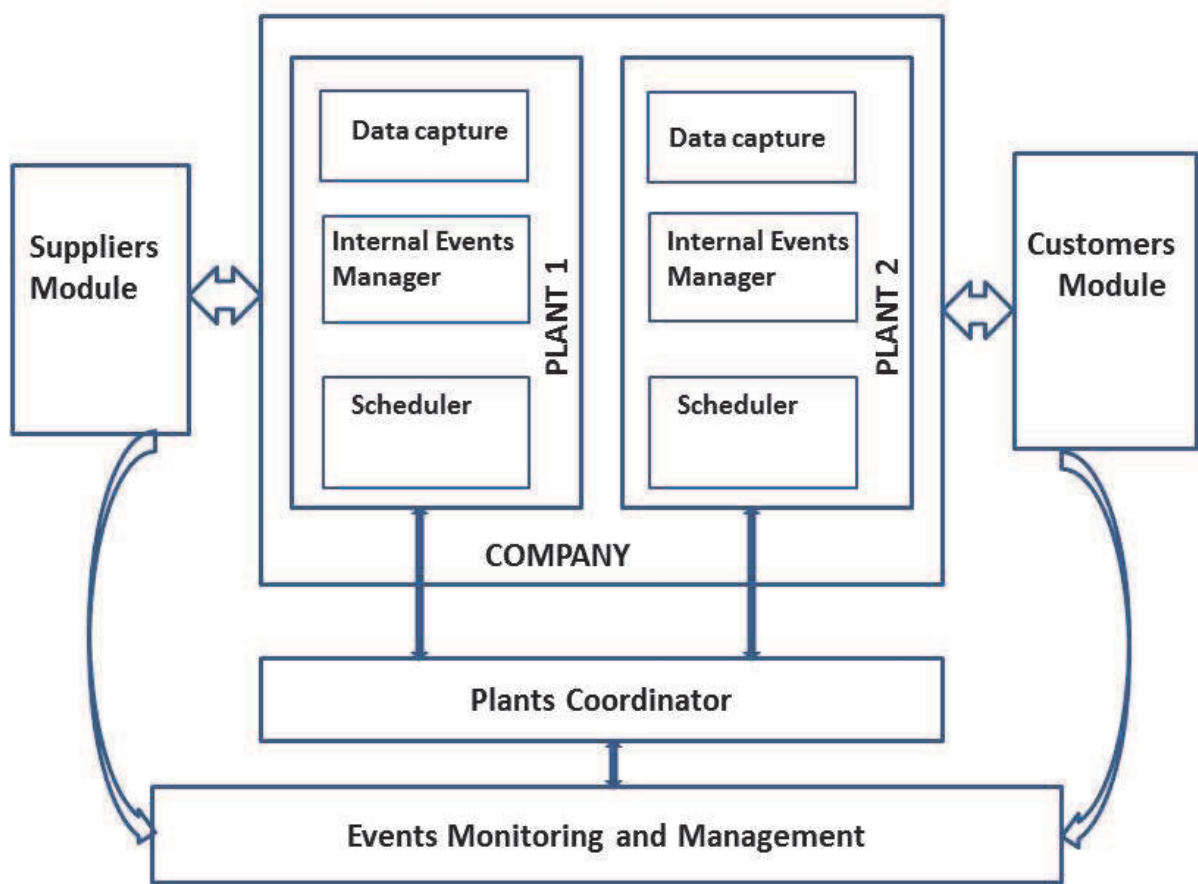 Suppliers
Module
Data capture
Internal Events
Manager
Scheduler
PLANT 1
Data capture
Internal Events
Manager
Scheduler
PLANT 2
COMPANY
Customers
Module
Plants Coordinator
Events Monitoring and Management